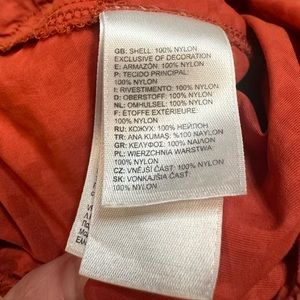 GB: SHELL: 100% NYLON
EXCLUSIVE OF DECORATION
E: ARMAZÓN: 100% NYLON
P: TECIDO PRINCIPAL:
100% NYLON
I: RIVESTIMENTO: 100% NYLON
D: OBERSTOFF: 100% NYLON
NL: OMHULSEL: 100% NYLON
F: ÉTOFFE EXTÉRIEURE:
100% NYLON
RU: КОЖУХ: 100% НЕЙЛОН
TR: ANA KUMAŞ: %100 NAYLON
GR: ΚΕΛΥΦΟΣ: 100% ΝΑΙΛΟΝ
PL: WIERZCHNIA WARSTWA:
100% NYLON
CZ: VNĚJŠÍ ČÁST: 100% NYLON
SK: VONKAJŠIA ČASŤ:
100% NYLON